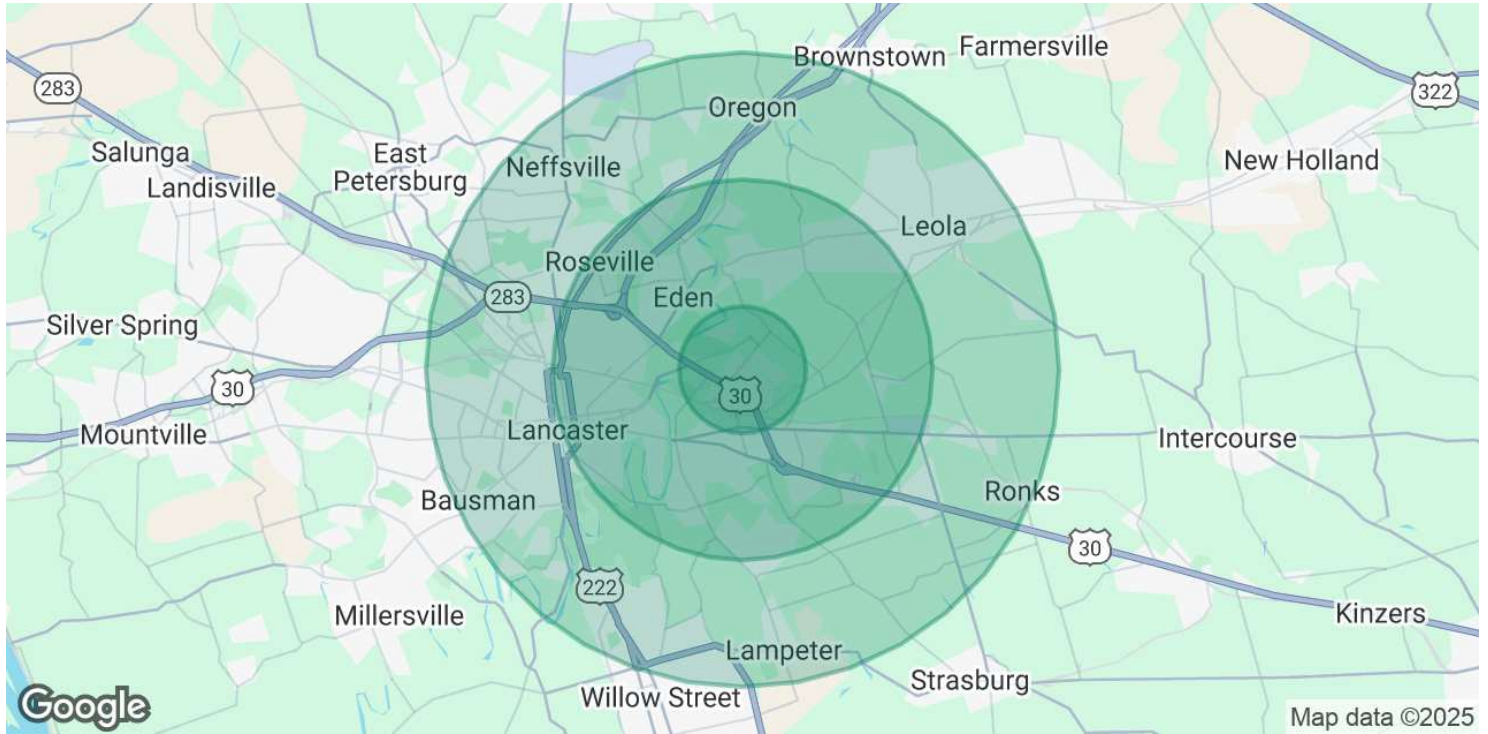 Brownstown
Farmersville
283
322
Oregon
Salunga
East
Petersburg
Neffsville
New Holland
Landisville
Leola
Roseville
Eden
283
Silver Spring
30
30
Mountville
Lancaster
Intercourse
Bausman
Ronks
30
222
Millersville
Kinzers
Lampeter
Strasburg
Willow Street
Google
Map data ©2025